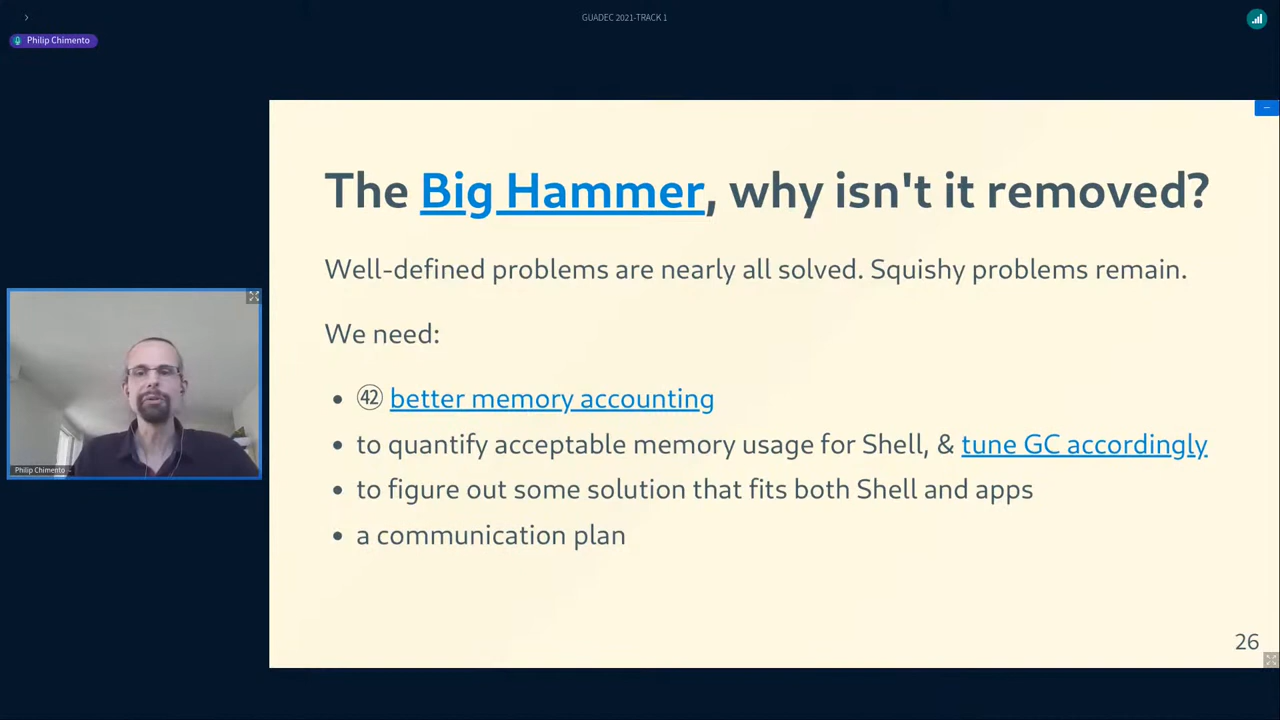 GUADEC 2021-TRACK 1
Philip Chimento
The Big Hammer, why isn't it removed?
Well-defined problems are nearly all solved. Squishy problems remain.
We need:
• ㊷ better memory accounting
• to quantify acceptable memory usage for Shell, & tune GC accordingly
• to figure out some solution that fits both Shell and apps
• a communication plan
Philip Chimento
26